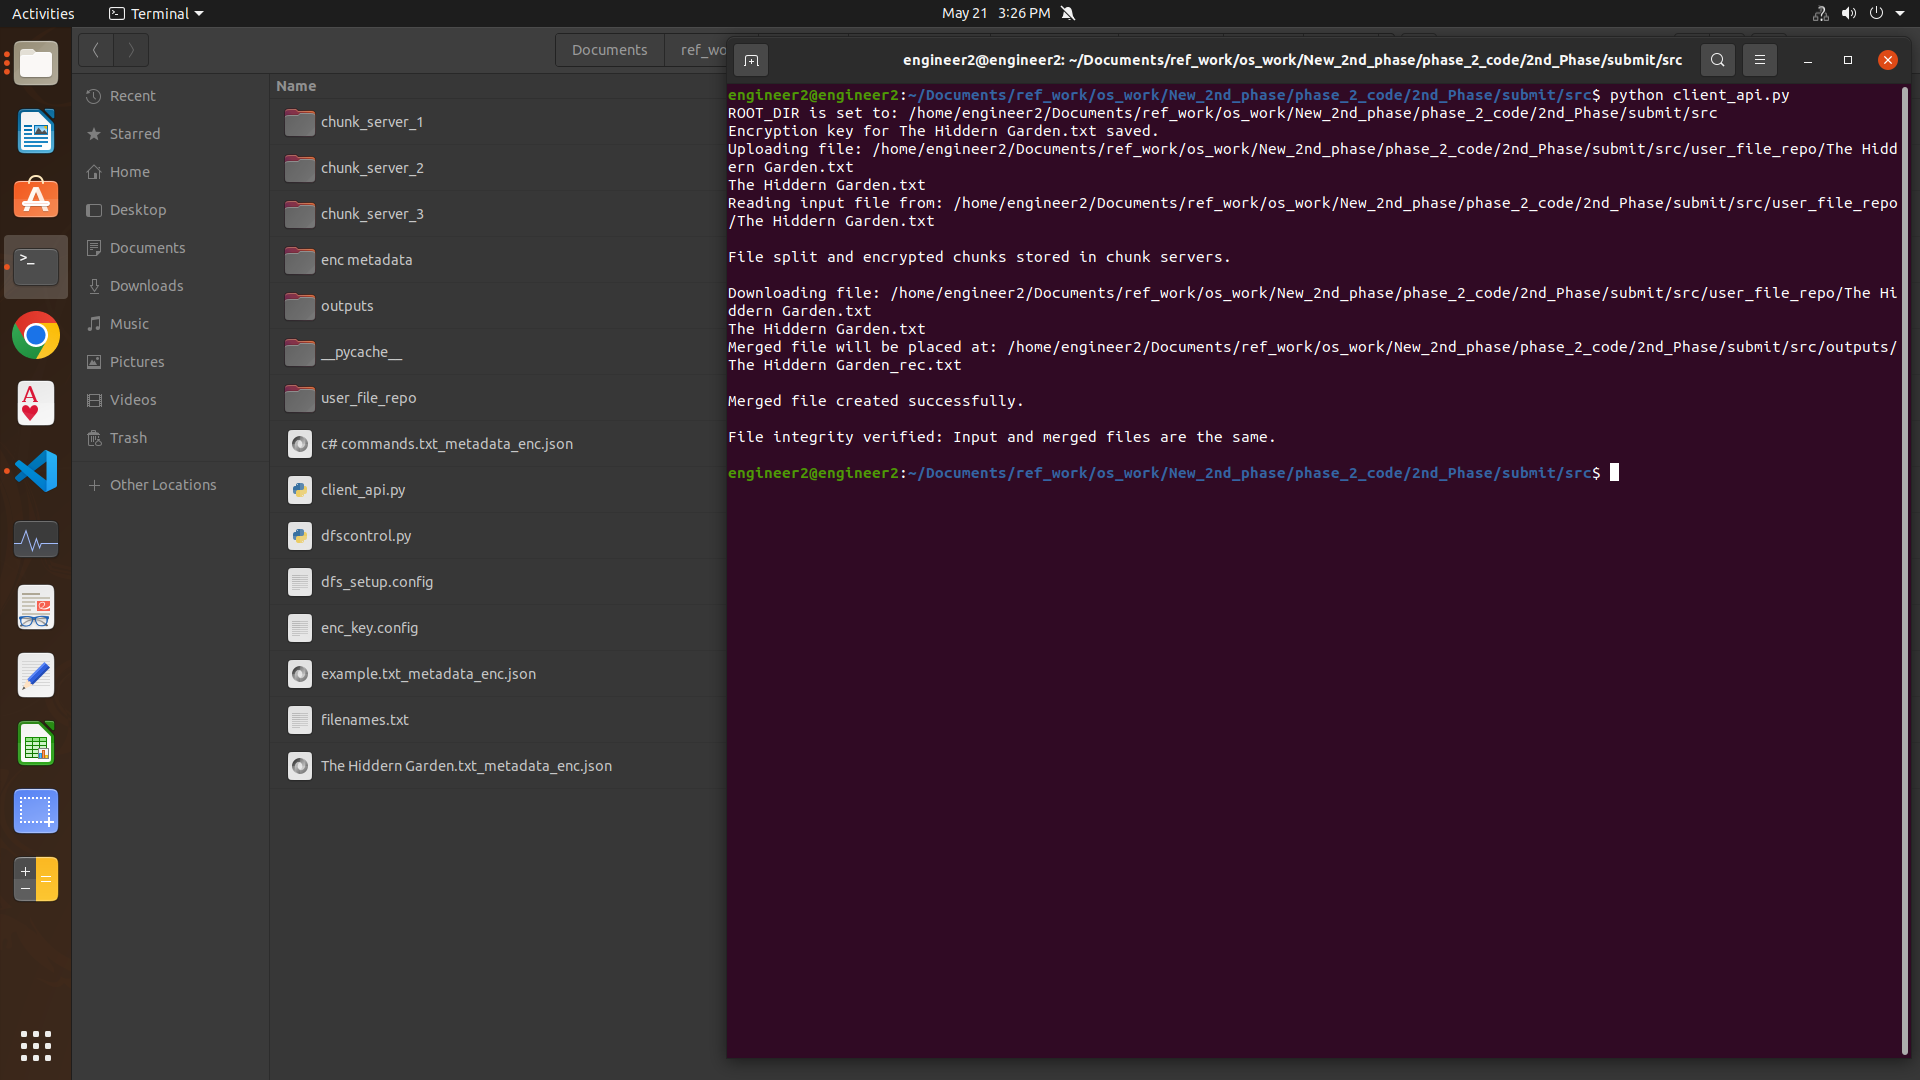 Activities
Terminal
May 21 3:26 PM
Documents
ref_wo
Recent
Starred
Home
Desktop
Documents
Downloads
Music
Pictures
Videos
Trash
Other Locations
Name
chunk_server_1
chunk_server_2
chunk_server_3
enc metadata
outputs
__pycache__
user_file_repo
c# commands.txt_metadata_enc.json
client_api.py
dfscontrol.py
dfs_setup.config
enc_key.config
example.txt_metadata_enc.json
filenames.txt
The Hiddern Garden.txt_metadata_enc.json
engineer2@engineer2: ~/Documents/ref_work/os_work/New_2nd_phase/phase_2_code/2nd_Phase/submit/src
engineer2@engineer2:~/Documents/ref_work/os_work/New_2nd_phase/phase_2_code/2nd_Phase/submit/src$ python client_api.py
ROOT_DIR is set to: /home/engineer2/Documents/ref_work/os_work/New_2nd_phase/phase_2_code/2nd_Phase/submit/src
Encryption key for The Hiddern Garden.txt saved.
Uploading file: /home/engineer2/Documents/ref_work/os_work/New_2nd_phase/phase_2_code/2nd_Phase/submit/src/user_file_repo/The Hidd
ern Garden.txt
The Hiddern Garden.txt
Reading input file from: /home/engineer2/Documents/ref_work/os_work/New_2nd_phase/phase_2_code/2nd_Phase/submit/src/user_file_repo
/The Hiddern Garden.txt
File split and encrypted chunks stored in chunk servers.
Downloading file: /home/engineer2/Documents/ref_work/os_work/New_2nd_phase/phase_2_code/2nd_Phase/submit/src/user_file_repo/The Hi
ddern Garden.txt
The Hiddern Garden.txt
Merged file will be placed at: /home/engineer2/Documents/ref_work/os_work/New_2nd_phase/phase_2_code/2nd_Phase/submit/src/outputs/
The Hiddern Garden_rec.txt
Merged file created successfully.
File integrity verified: Input and merged files are the same.
engineer2@engineer2:~/Documents/ref_work/os_work/New_2nd_phase/phase_2_code/2nd_Phase/submit/src$